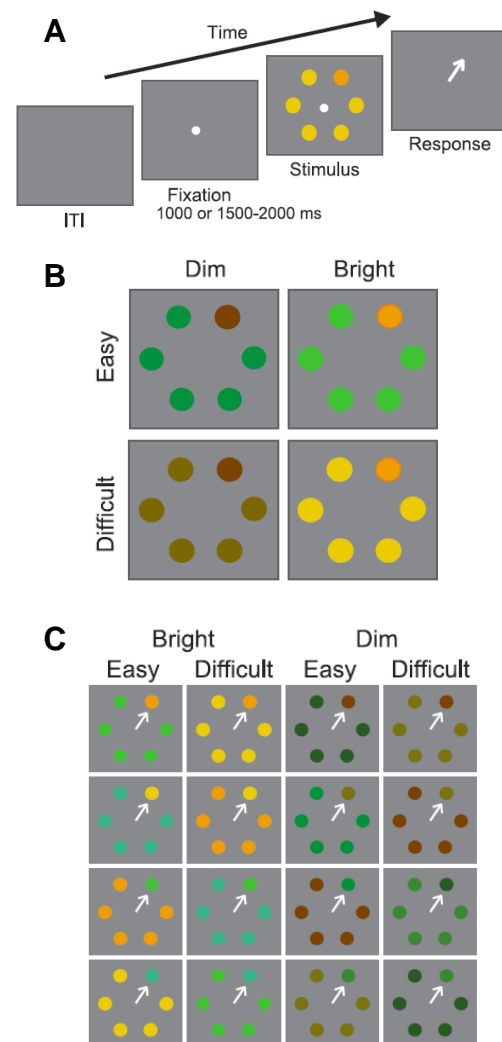 A
Time
ITI
Fixation
1000 or 1500-2000 ms
Stimulus
Response
B
Dim Bright
Easy
Difficult
C
Bright Dim
Easy Difficult Easy Difficult